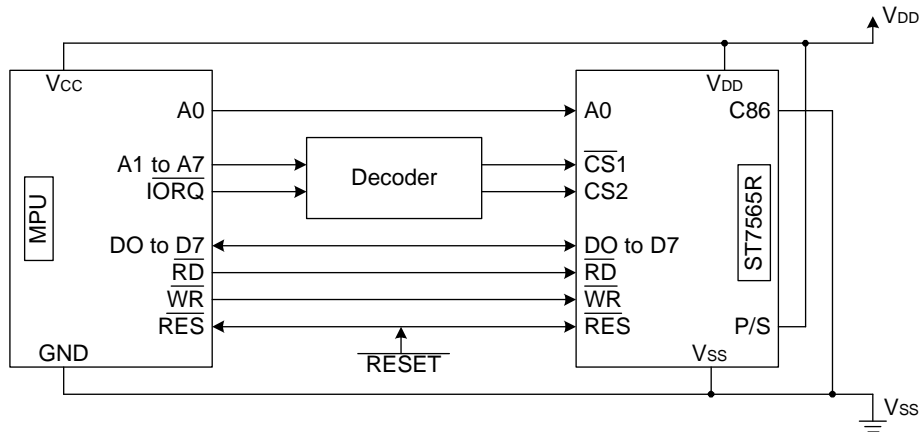 VDD
VCC
VDD
A0
A0
C86
A1 to A7
Decoder
CS1
IORQ
CS2
MPU
ST7565R
DO to D7
DO to D7
RD
RD
WR
WR
RES
RES
P/S
GND
RESET
VSS
VSS